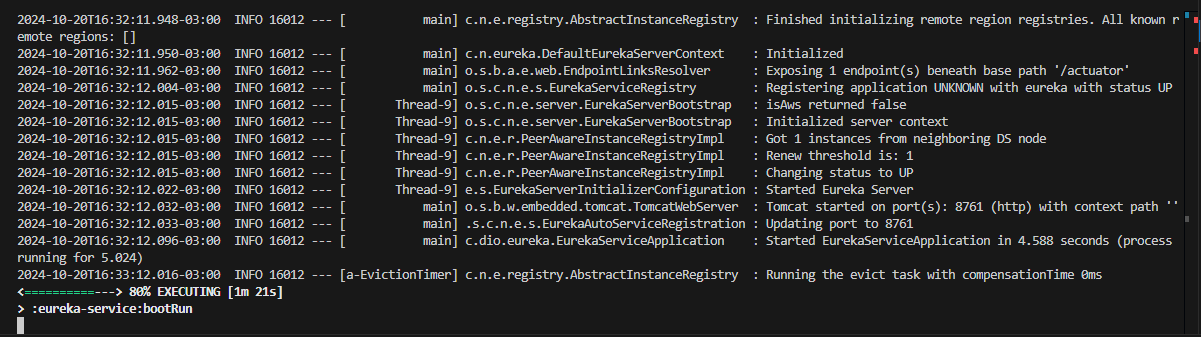 2024-10-20T16:32:11.948-03:00  INFO 16012 --- [           main] c.n.e.registry.AbstractInstanceRegistry  : Finished initializing remote region registries. All known r
emote regions: []
2024-10-20T16:32:11.950-03:00  INFO 16012 --- [           main] c.n.eureka.DefaultEurekaServerContext    : Initialized
2024-10-20T16:32:11.962-03:00  INFO 16012 --- [           main] o.s.b.a.e.web.EndpointLinksResolver      : Exposing 1 endpoint(s) beneath base path '/actuator'
2024-10-20T16:32:12.004-03:00  INFO 16012 --- [           main] o.s.c.n.e.s.EurekaServiceRegistry        : Registering application UNKNOWN with eureka with status UP
2024-10-20T16:32:12.015-03:00  INFO 16012 --- [       Thread-9] o.s.c.n.e.server.EurekaServerBootstrap   : isAws returned false
2024-10-20T16:32:12.015-03:00  INFO 16012 --- [       Thread-9] o.s.c.n.e.server.EurekaServerBootstrap   : Initialized server context
2024-10-20T16:32:12.015-03:00  INFO 16012 --- [       Thread-9] c.n.e.r.PeerAwareInstanceRegistryImpl    : Got 1 instances from neighboring DS node
2024-10-20T16:32:12.015-03:00  INFO 16012 --- [       Thread-9] c.n.e.r.PeerAwareInstanceRegistryImpl    : Renew threshold is: 1
2024-10-20T16:32:12.015-03:00  INFO 16012 --- [       Thread-9] c.n.e.r.PeerAwareInstanceRegistryImpl    : Changing status to UP
2024-10-20T16:32:12.022-03:00  INFO 16012 --- [       Thread-9] e.s.EurekaServerInitializerConfiguration : Started Eureka Server
2024-10-20T16:32:12.032-03:00  INFO 16012 --- [           main] o.s.b.w.embedded.tomcat.TomcatWebServer  : Tomcat started on port(s): 8761 (http) with context path ''
2024-10-20T16:32:12.033-03:00  INFO 16012 --- [           main] .s.c.n.e.s.EurekaAutoServiceRegistration : Updating port to 8761
2024-10-20T16:32:12.096-03:00  INFO 16012 --- [           main] c.dio.eureka.EurekaServiceApplication    : Started EurekaServiceApplication in 4.588 seconds (process
running for 5.024)
2024-10-20T16:33:12.016-03:00  INFO 16012 --- [a-EvictionTimer] c.n.e.registry.AbstractInstanceRegistry  : Running the evict task with compensationTime 0ms
<==========---> 80% EXECUTING [1m 21s]
> :eureka-service:bootRun